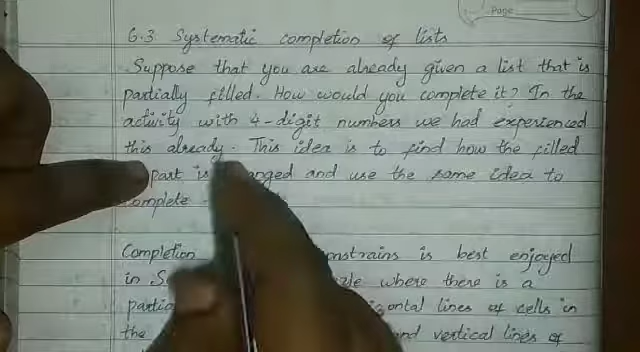 Page
6.3 Systematic completion of lists
Suppose that you are already given a list that is
partially filled. How would you complete it? In the
activity with 4-digit numbers we had experienced
this already. This idea is to find how the filled
part is anged and use the same idea to
complete
Completion nstrains is best enjoyed
in S where there is a
partia ontal lines of cells in
the nd vertical lines of